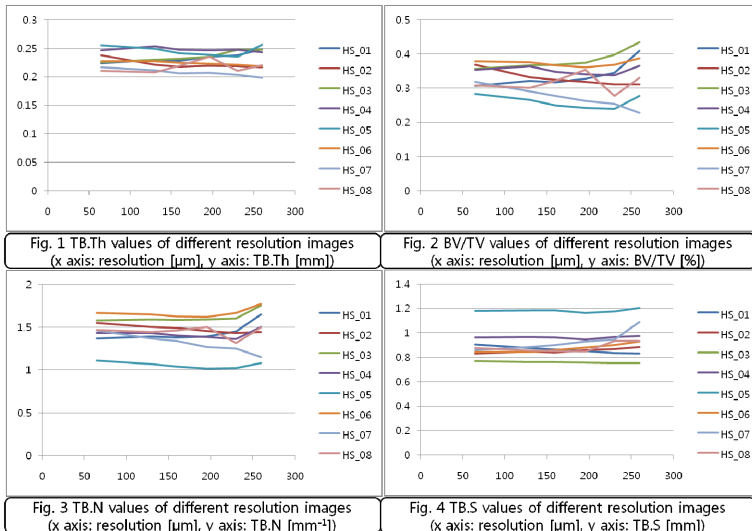 0.3
0.25
0.2
0.15
0.1
0.05
0
0 50 100 150 200 250 300
HS_01
HS_02
HS_03
HS_04
HS_05
HS_06
HS_07
HS_08
Fig. 1 TB.Th values of different resolution images
(x axis: resolution [µm], y axis: TB.Th [mm])
0.5
0.4
0.3
0.2
0.1
0
0 50 100 150 200 250 300
HS_01
HS_02
HS_03
HS_04
HS_05
HS_06
HS_07
HS_08
Fig. 2 BV/TV values of different resolution images
(x axis: resolution [µm], y axis: BV/TV [%])
2
1.5
1
0.5
0
0 50 100 150 200 250 300
HS_01
HS_02
HS_03
HS_04
HS_05
HS_06
HS_07
HS_08
Fig. 3 TB.N values of different resolution images
(x axis: resolution [µm], y axis: TB.N [mm⁻¹])
1.4
1.2
1
0.8
0.6
0.4
0.2
0
0 50 100 150 200 250 300
HS_01
HS_02
HS_03
HS_04
HS_05
HS_06
HS_07
HS_08
Fig. 4 TB.S values of different resolution images
(x axis: resolution [µm], y axis: TB.S [mm])